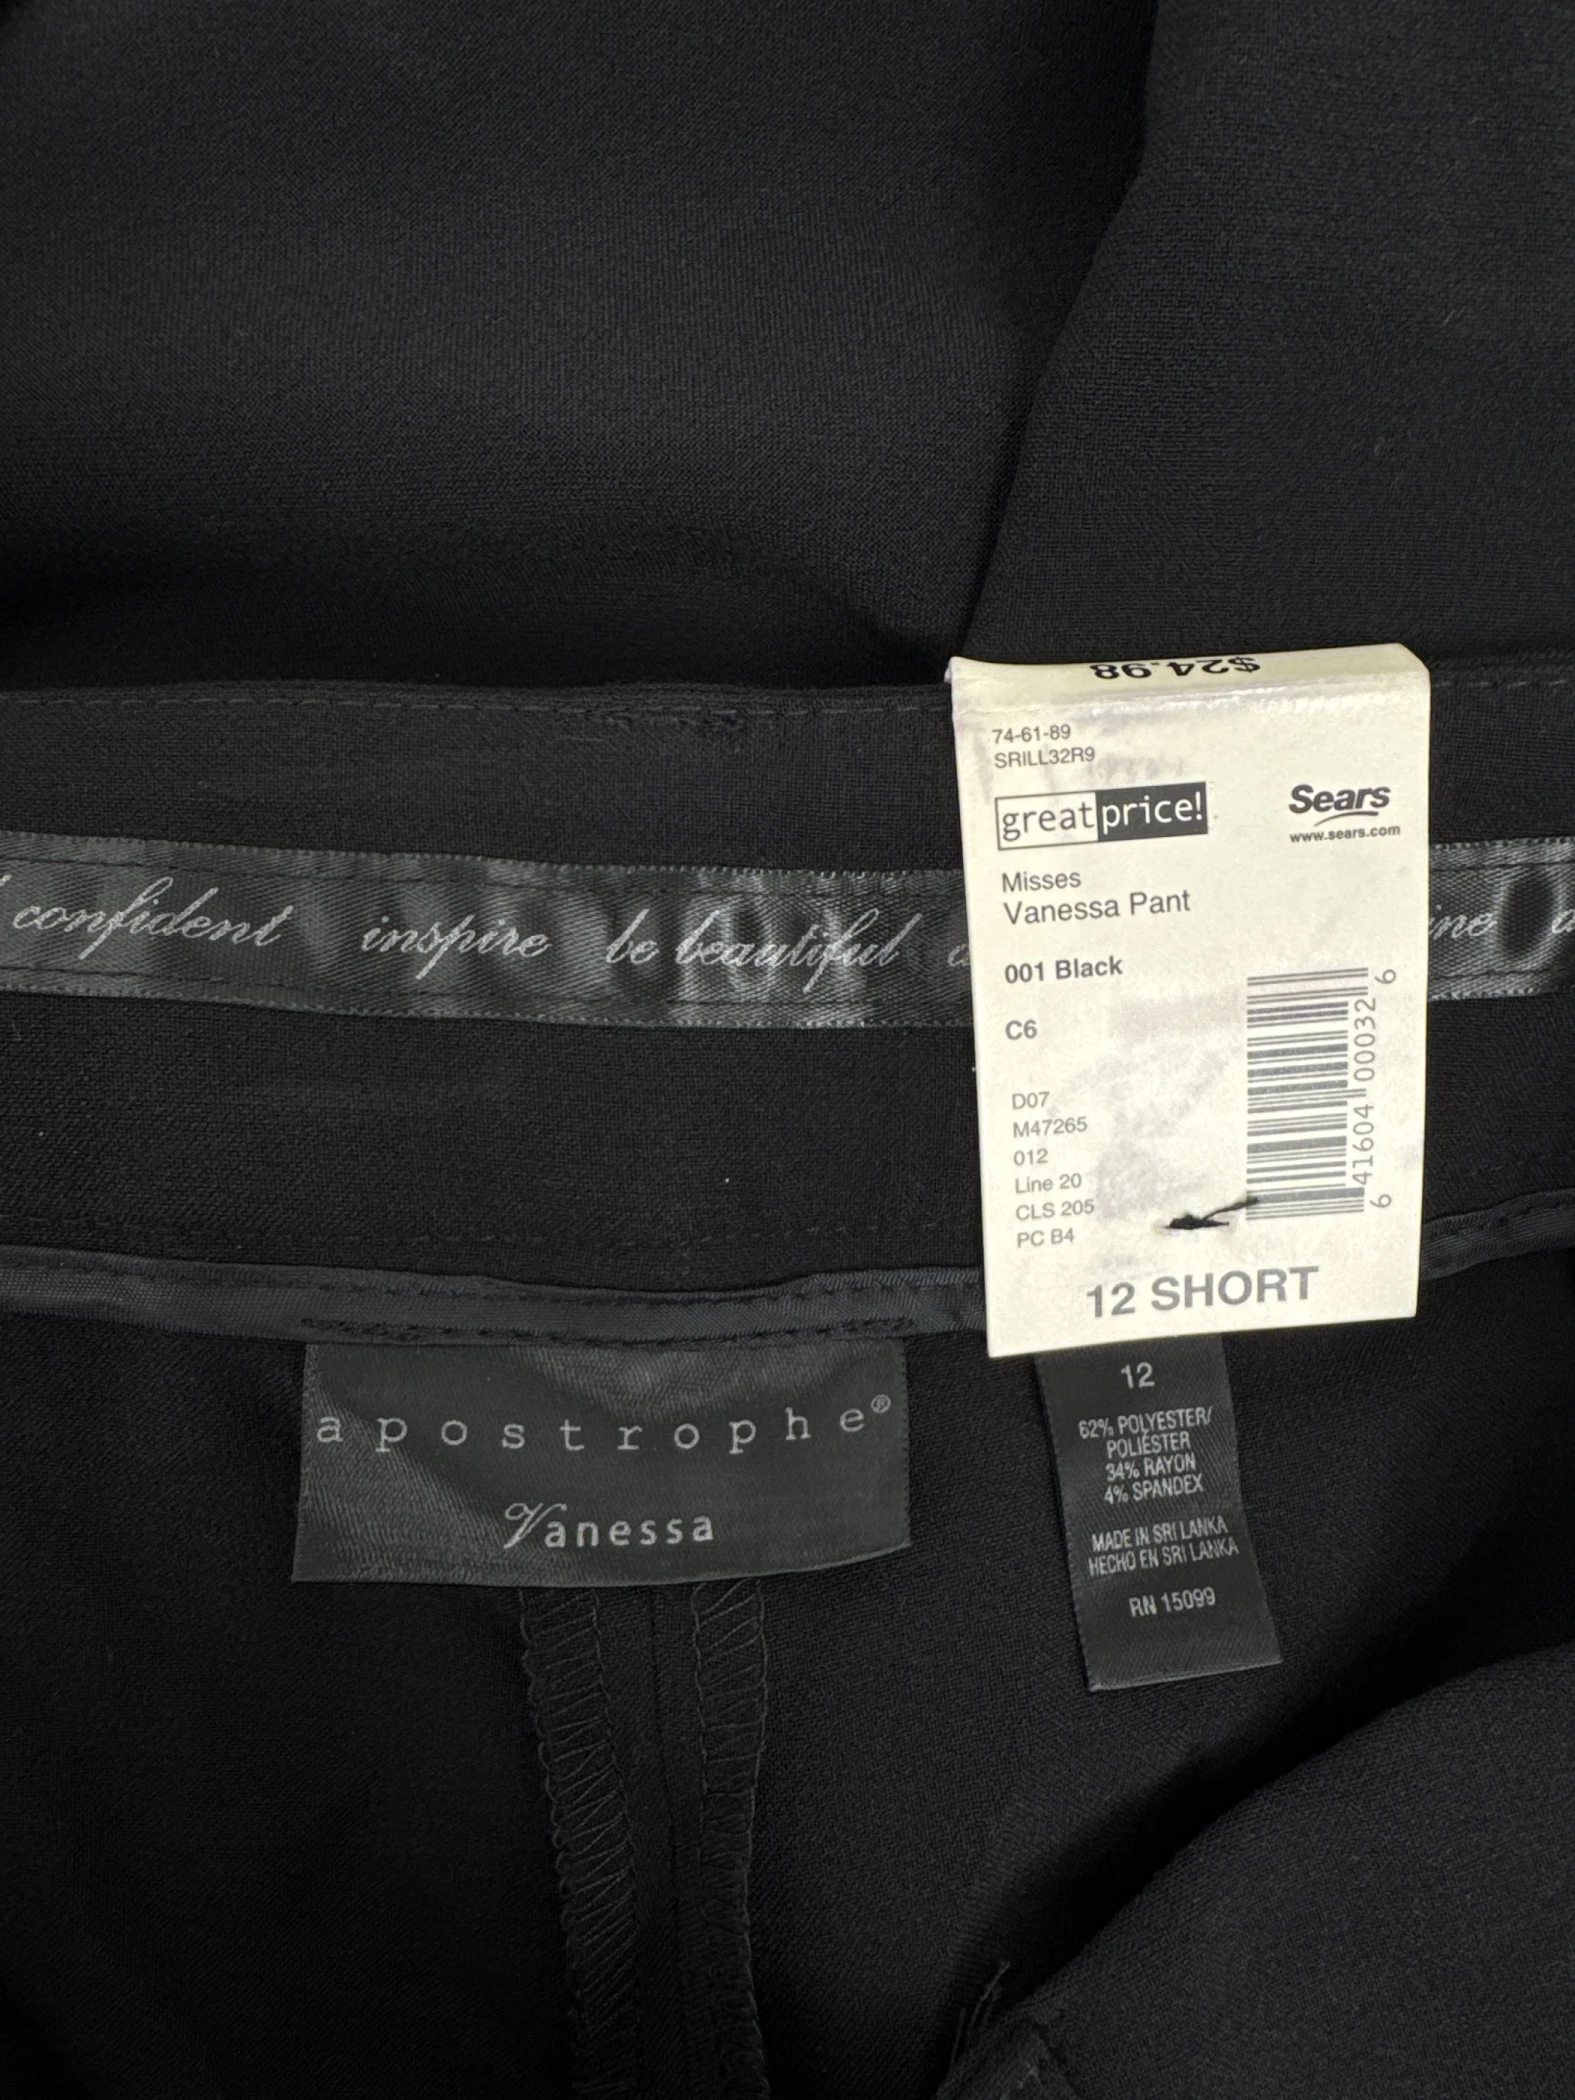 $24.98
74-61-89
SRILL32R9
great price!
Sears
www.sears.com
Misses
Vanessa Pant
001 Black
C6
D07
M47265
012
Line 20
CLS 205
PC B4
6 41604 00032 6
12 SHORT
confident inspire be beautiful
apostrophe®
Vanessa
12
62% POLYESTER/
POLIÉSTER
34% RAYON
4% SPANDEX
MADE IN SRI LANKA
HECHO EN SRI LANKA
RN 15099